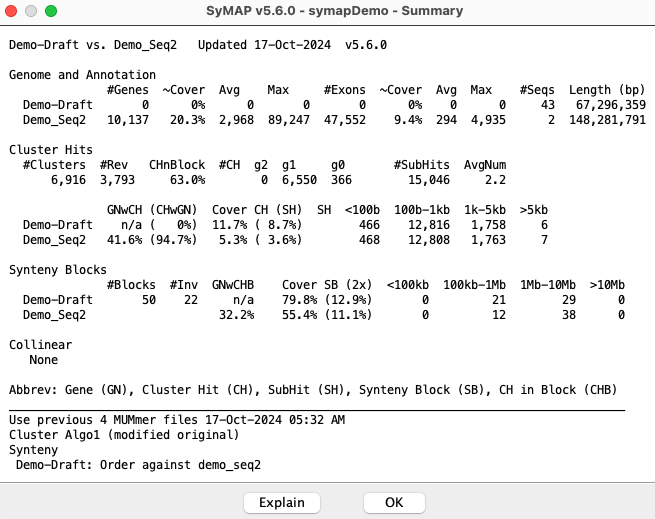 SyMAP v5.6.0 - symapDemo - Summary
Demo-Draft vs. Demo_Seq2   Updated 17-Oct-2024  v5.6.0
Genome and Annotation
              #Genes  ~Cover  Avg    Max     #Exons  ~Cover  Avg  Max    #Seqs  Length (bp)
  Demo-Draft       0      0%    0      0          0      0%    0    0       43   67,296,359
  Demo_Seq2   10,137   20.3%  2,968  89,247  47,552    9.4%  294  4,935      2  148,281,791
Cluster Hits
  #Clusters  #Rev   CHnBlock  #CH  g2  g1     g0      #SubHits  AvgNum
      6,916  3,793     63.0%        0  6,550  366       15,046     2.2
              GNwCH (CHwGN)   Cover CH (SH)   SH  <100b  100b-1kb  1k-5kb  >5kb
  Demo-Draft    n/a (   0%)  11.7% ( 8.7%)          466    12,816   1,758     6
  Demo_Seq2   41.6% (94.7%)   5.3% ( 3.6%)          468    12,808   1,763     7
Synteny Blocks
              #Blocks  #Inv  GNwCHB    Cover SB (2x)  <100kb  100kb-1Mb  1Mb-10Mb  >10Mb
  Demo-Draft       50    22     n/a    79.8% (12.9%)       0         21        29      0
  Demo_Seq2                   32.2%    55.4% (11.1%)       0         12        38      0
Collinear
   None
Abbrev: Gene (GN), Cluster Hit (CH), SubHit (SH), Synteny Block (SB), CH in Block (CHB)
Use previous 4 MUMmer files 17-Oct-2024 05:32 AM
Cluster Algo1 (modified original)
Synteny
 Demo-Draft: Order against demo_seq2
Explain   OK